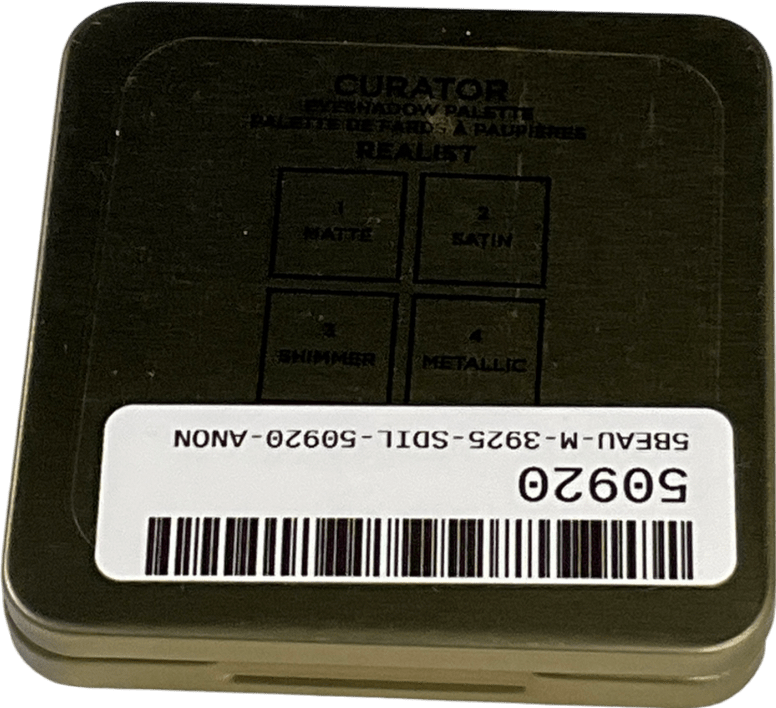 CURATOR
EYESHADOW PALETTE
PALETTE DE FARDS À PAUPIÈRES
REALIST
1
MATTE
2
SATIN
3
SHIMMER
4
METALLIC
50920
5BEAU-M-3925-SDIL-50920-ANON